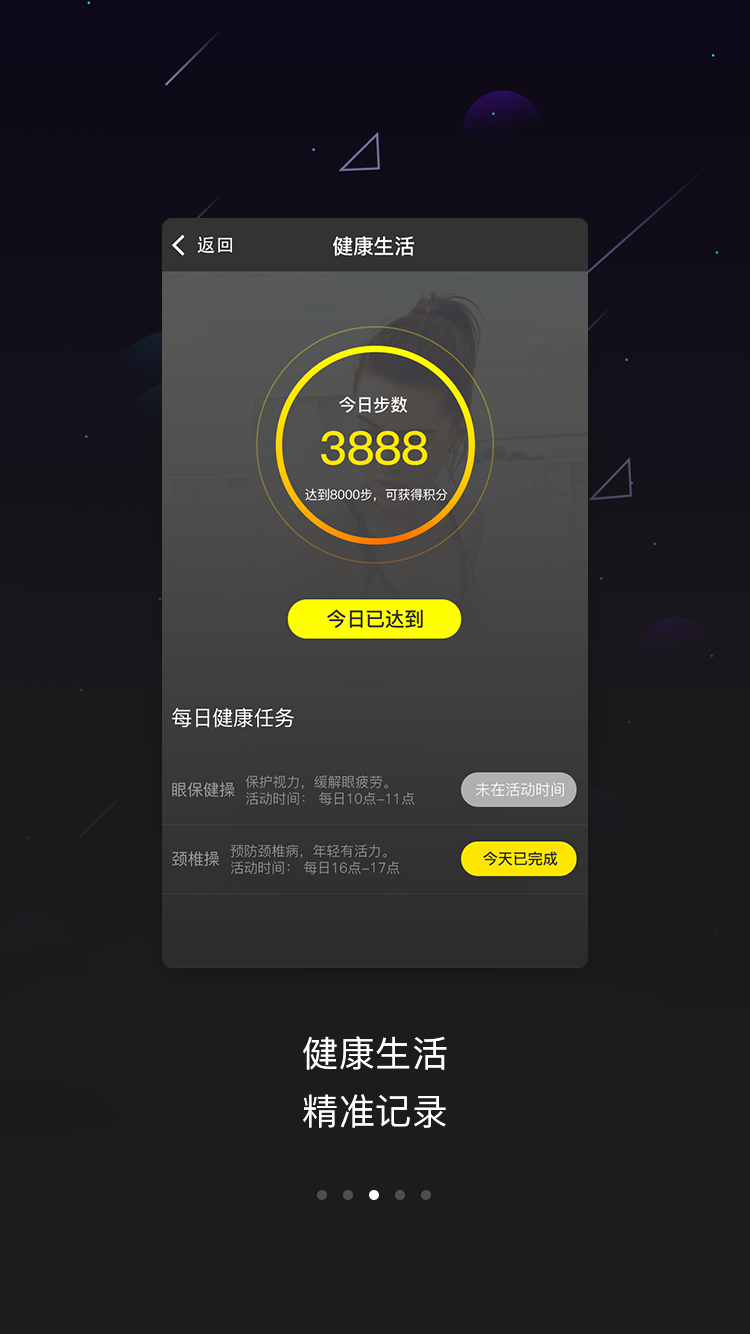 返回
健康生活
今日步数
3888
达到8000步，可获得积分
今日已达到
每日健康任务
眼保健操
保护视力，缓解眼疲劳。
活动时间： 每日10点-11点
未在活动时间
颈椎操
预防颈椎病，年轻有活力。
活动时间： 每日16点-17点
今天已完成
健康生活
精准记录